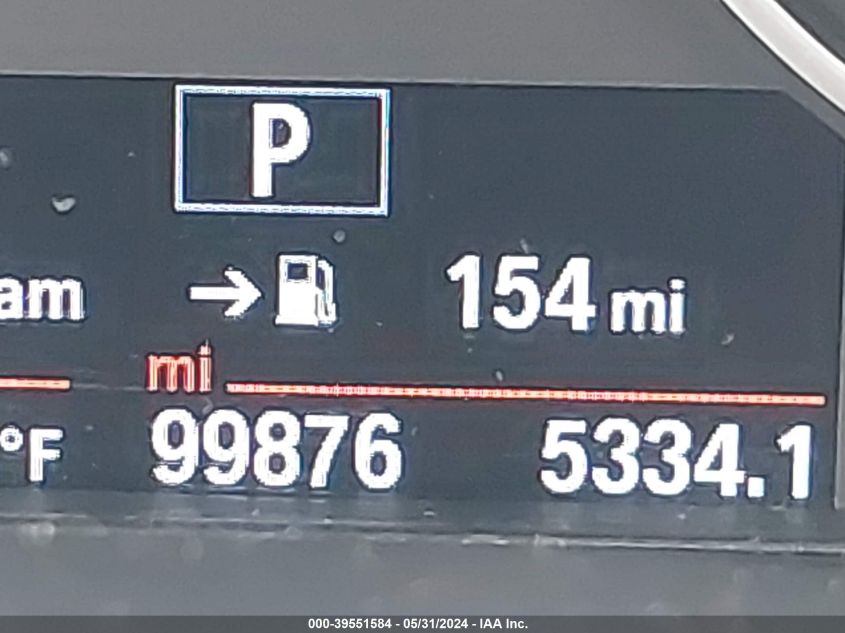 P
am → 154 mi
mi
°F 99876 5334.1
000-39551584 - 05/31/2024 - IAA Inc.